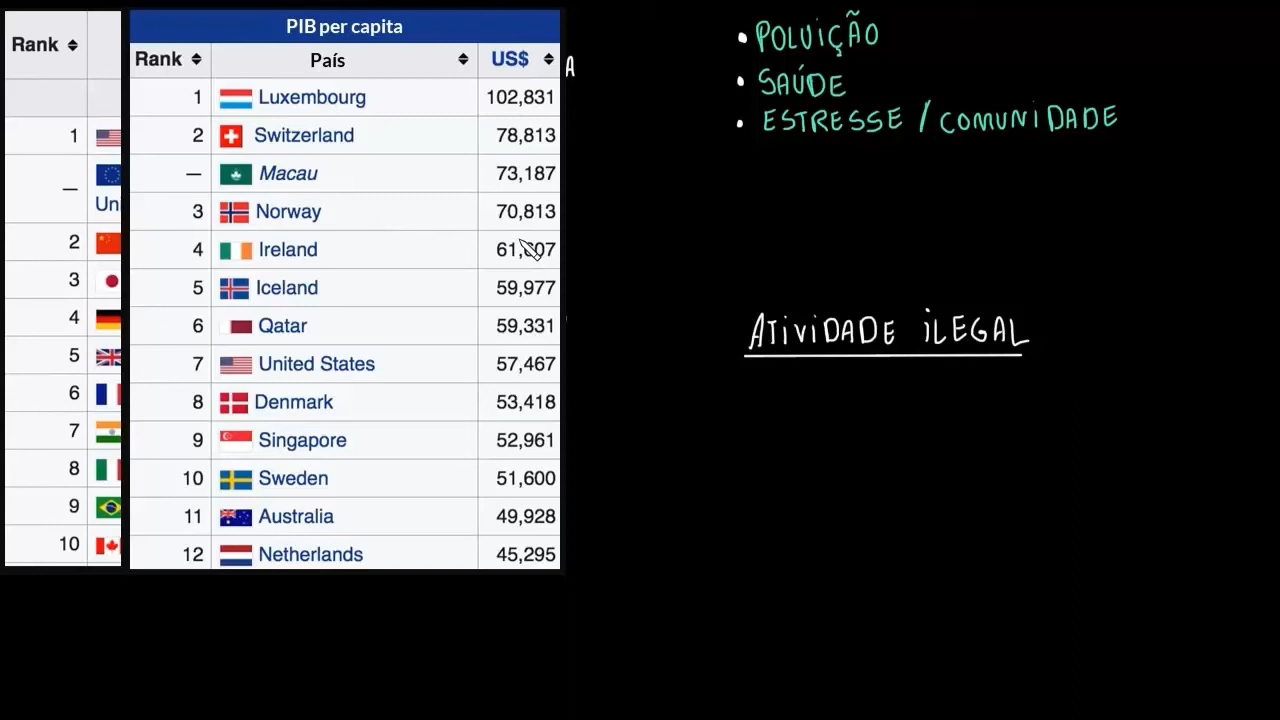 Rank
1
—
Un
2
3
4
5
6
7
8
9
10
PIB per capita
Rank País US$
1 Luxembourg 102,831
2 Switzerland 78,813
— Macau 73,187
3 Norway 70,813
4 Ireland
5 Iceland 59,977
6 Qatar 59,331
7 United States 57,467
8 Denmark 53,418
9 Singapore 52,961
10 Sweden 51,600
11 Australia 49,928
12 Netherlands 45,295
A
• POLUIÇÃO
• SAÚDE
• ESTRESSE / COMUNIDADE
ATIVIDADE ILEGAL